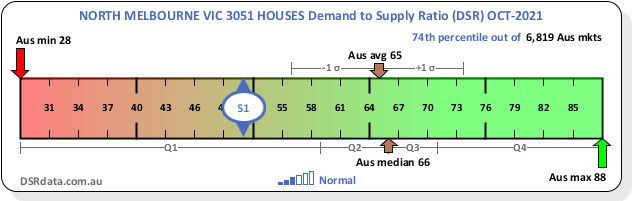 NORTH MELBOURNE VIC 3051 HOUSES Demand to Supply Ratio (DSR) OCT-2021
Aus min 28
74th percentile out of 6,819 Aus mkts
Aus avg 65
-1 σ +1 σ
31 34 37 40 43 46 51 55 58 61 64 67 70 73 76 79 82 85
Q1 Q2 Q3 Q4
Aus median 66
DSRdata.com.au Normal Aus max 88